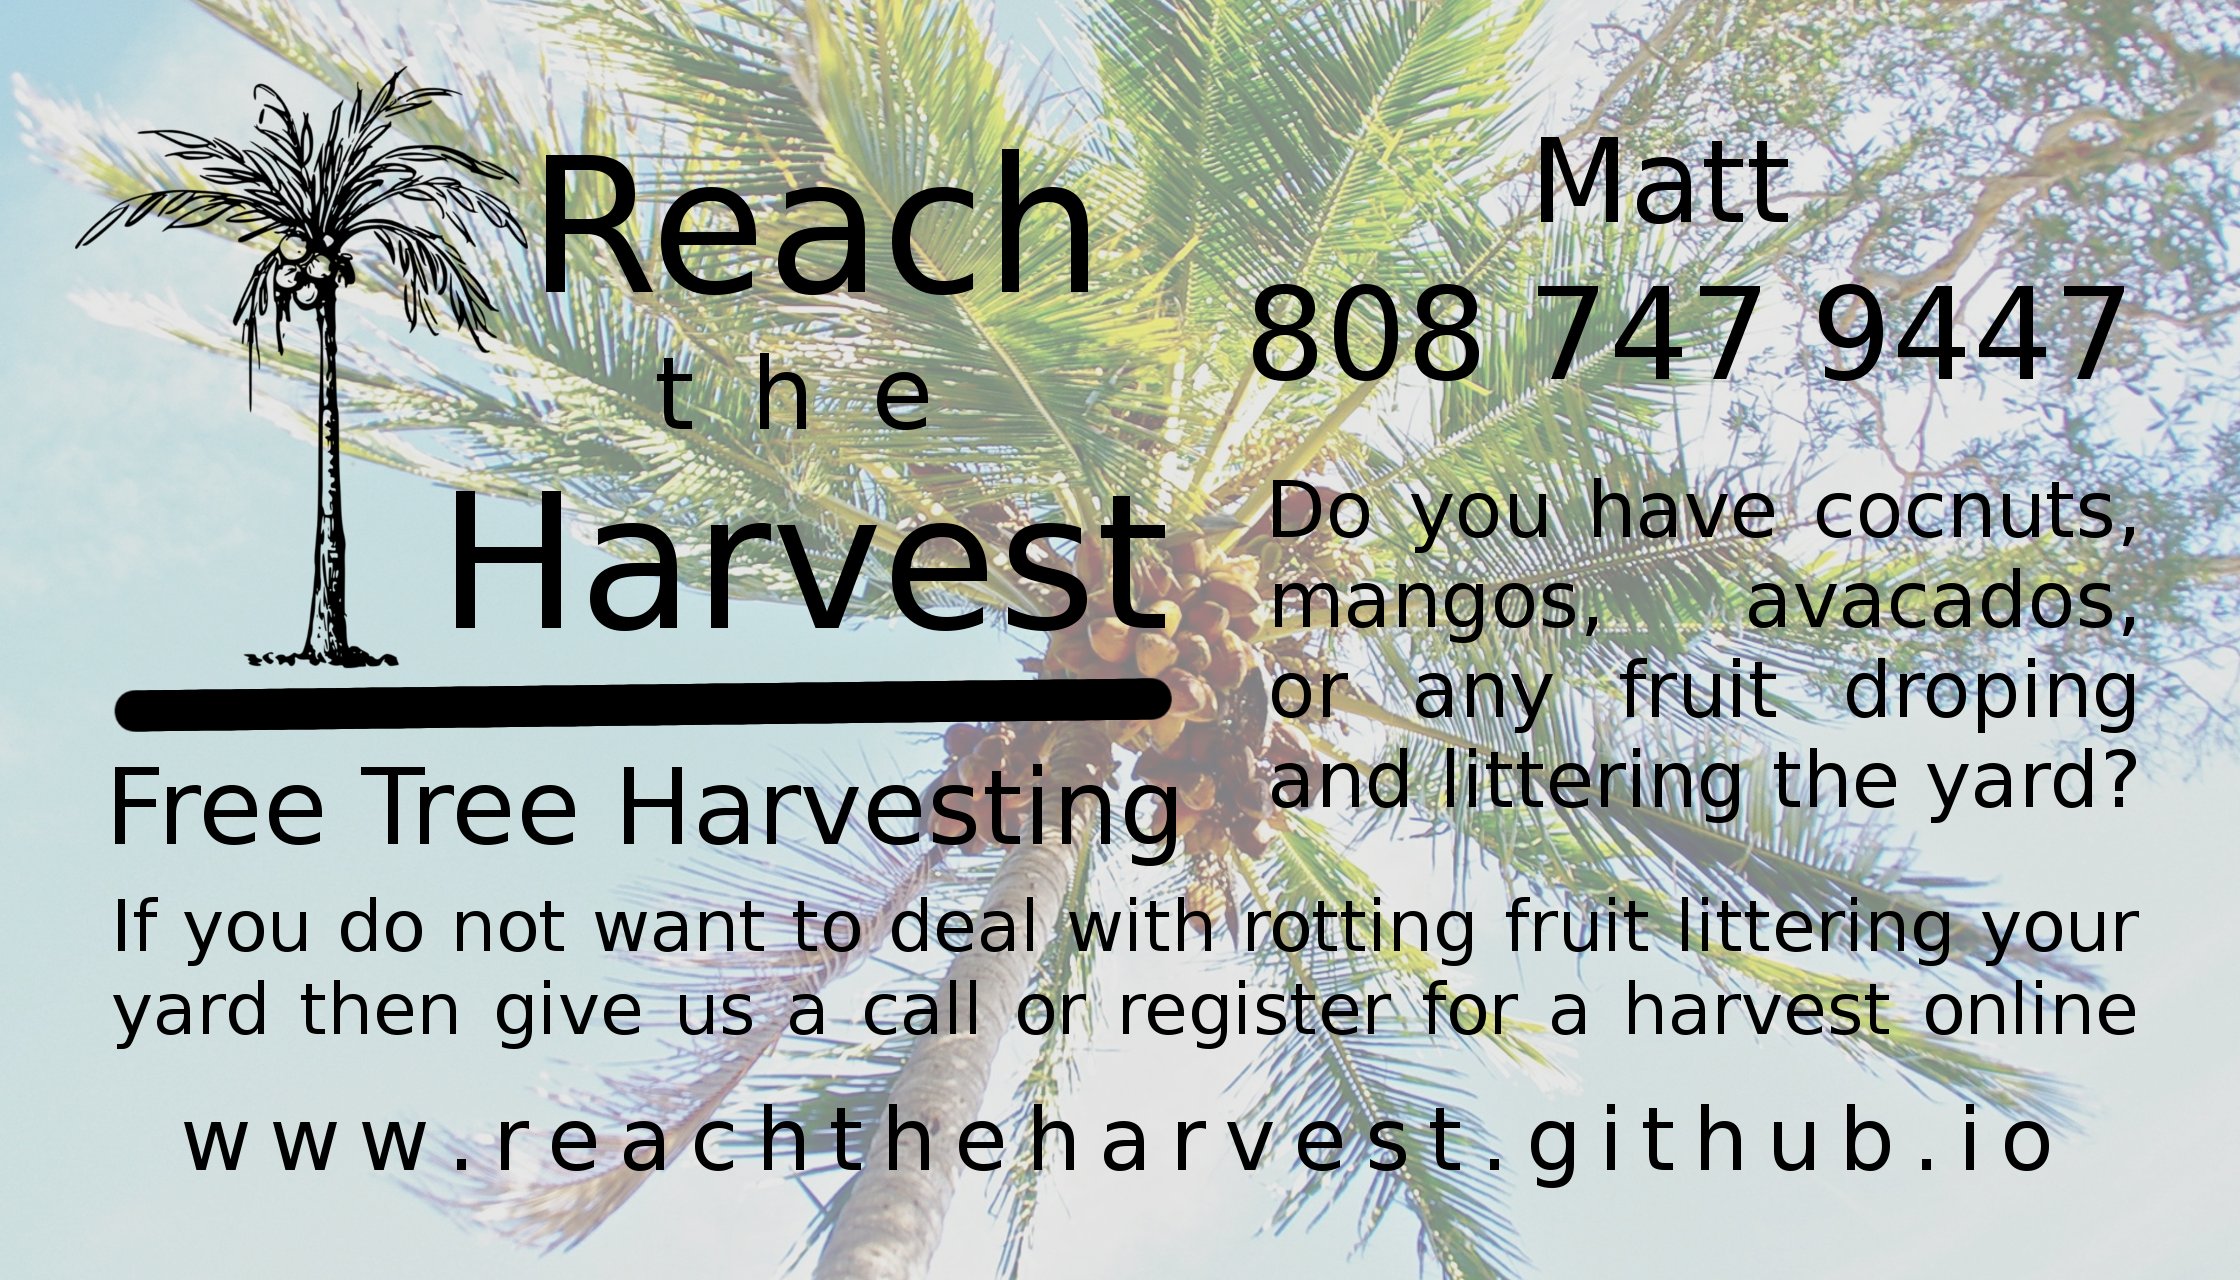 Reach
the
Harvest
Free Tree Harvesting
Matt
808 747 9447
Do you have cocnuts,
mangos, avacados,
or any fruit droping
and littering the yard?
If you do not want to deal with rotting fruit littering your
yard then give us a call or register for a harvest online
www.reachtheharvest.github.io